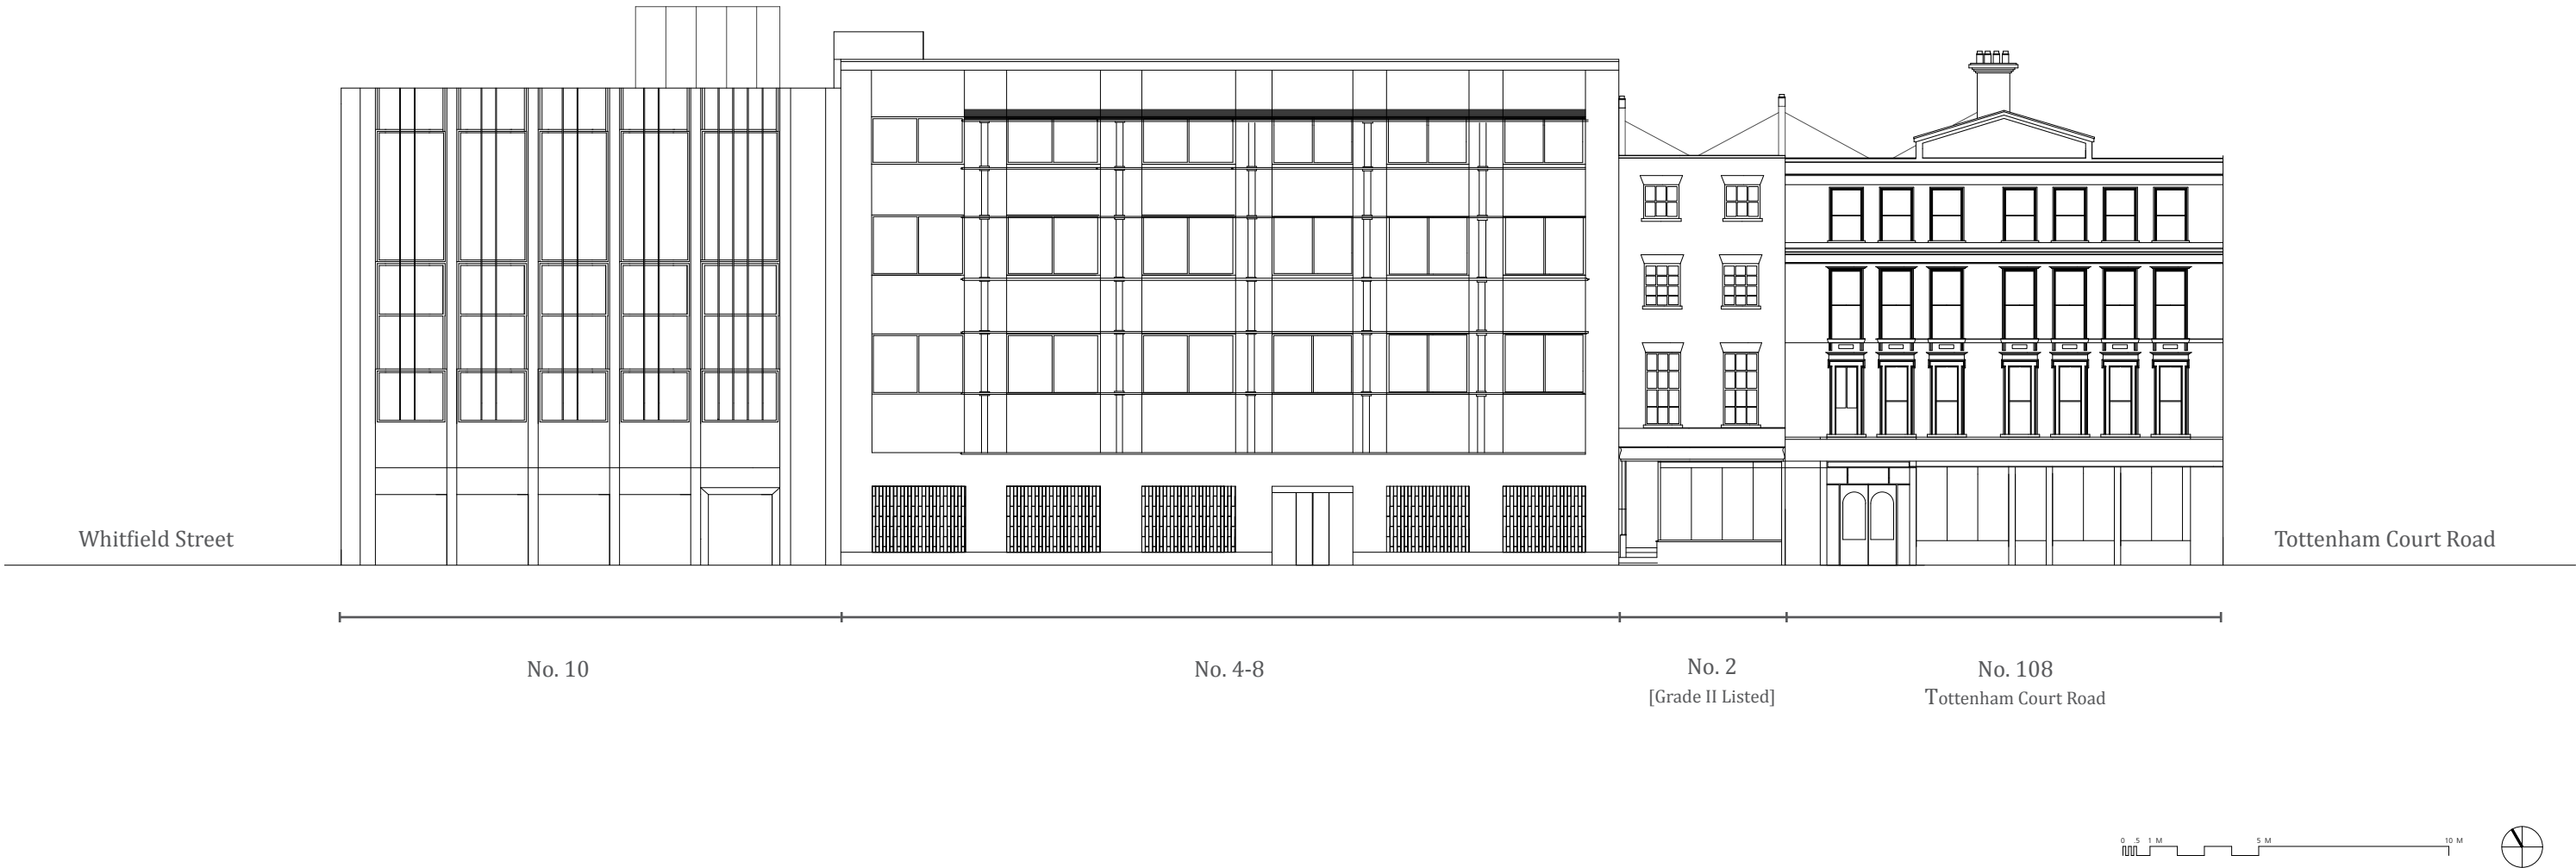 Whitfield Street
Tottenham Court Road
No. 10
No. 4-8
No. 2
[Grade II Listed]
No. 108
Tottenham Court Road
0 .5 1 M 5 M 10 M